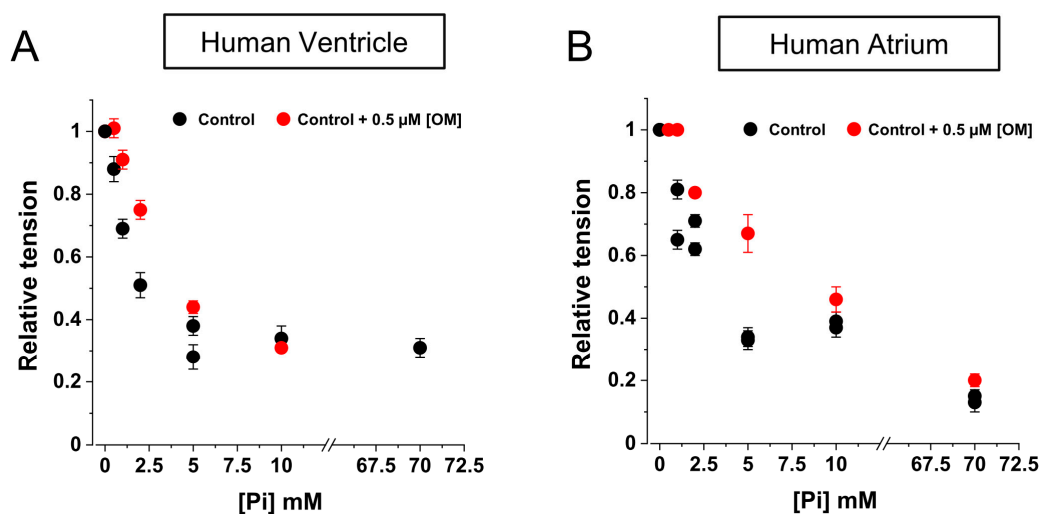 A
Human Ventricle
Control
Control + 0.5 µM [OM]
Relative tension
1
0.8
0.6
0.4
0.2
0
0
2.5
5
7.5
10
67.5
70
72.5
[Pi] mM
B
Human Atrium
Control
Control + 0.5 µM [OM]
Relative tension
1
0.8
0.6
0.4
0.2
0
0
2.5
5
7.5
10
67.5
70
72.5
[Pi] mM